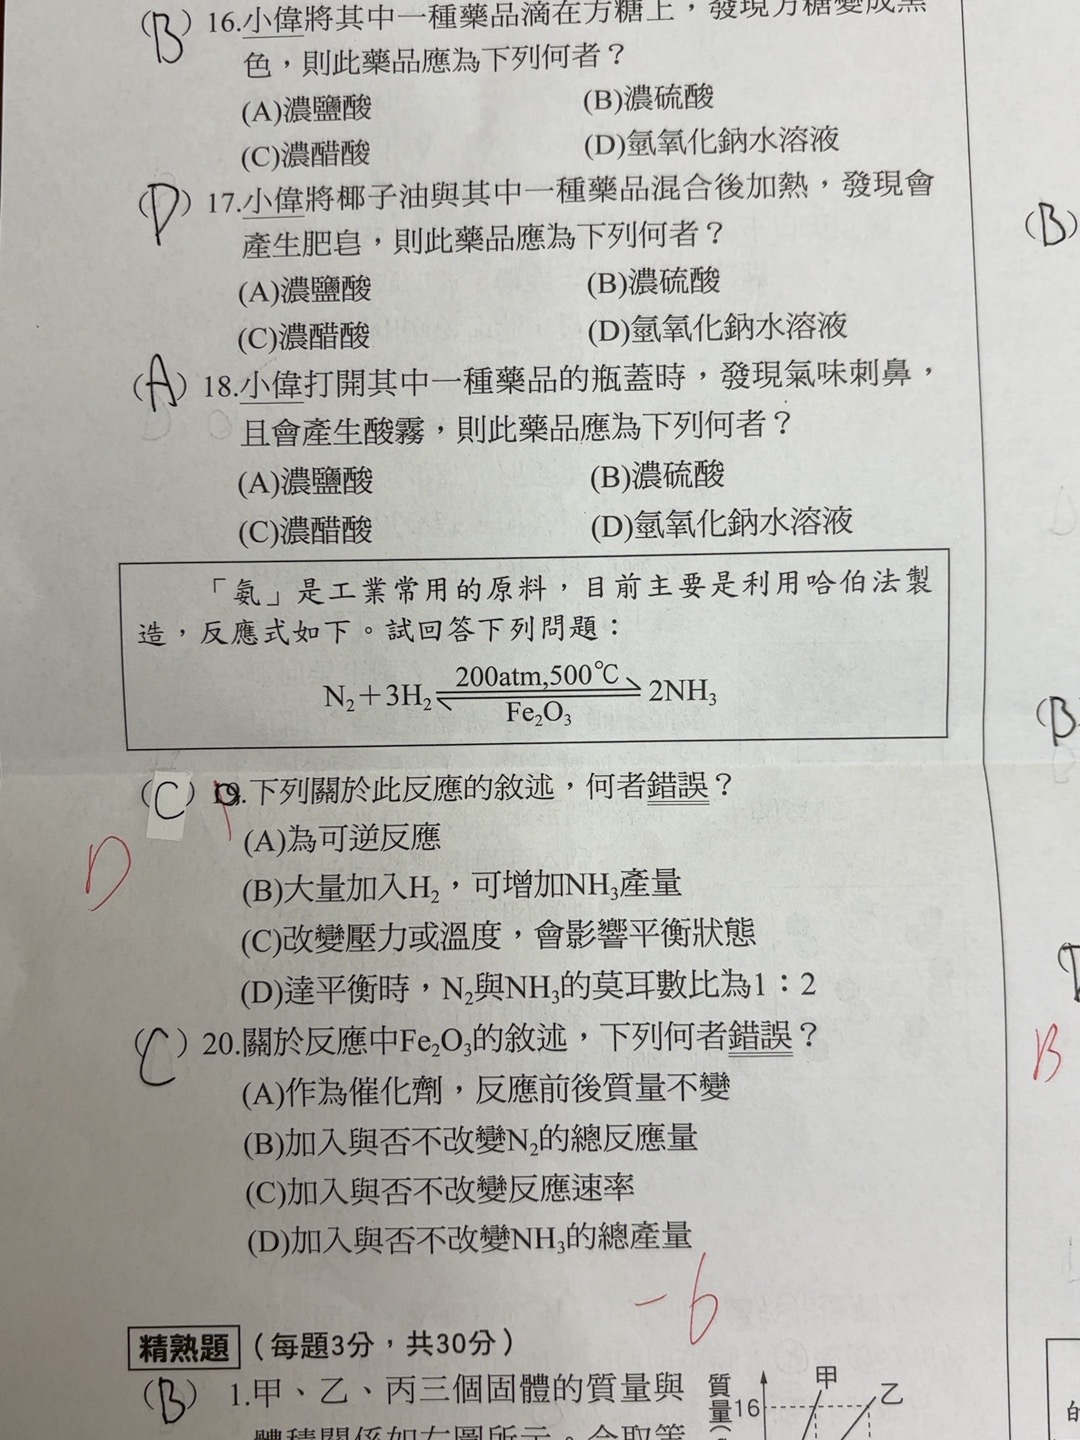 (B) 16.小偉將其中一種藥品滴在方糖上，發現方糖變成黑
色，則此藥品應為下列何者？
(A)濃鹽酸 (B)濃硫酸
(C)濃醋酸 (D)氫氧化鈉水溶液
(D) 17.小偉將椰子油與其中一種藥品混合後加熱，發現會
產生肥皂，則此藥品應為下列何者？
(A)濃鹽酸 (B)濃硫酸
(C)濃醋酸 (D)氫氧化鈉水溶液
(A) 18.小偉打開其中一種藥品的瓶蓋時，發現氣味刺鼻，
且會產生酸霧，則此藥品應為下列何者？
(A)濃鹽酸 (B)濃硫酸
(C)濃醋酸 (D)氫氧化鈉水溶液
「氨」是工業常用的原料，目前主要是利用哈伯法製
造，反應式如下。試回答下列問題：
200atm,500℃
N₂＋3H₂ ⇌ 2NH₃
Fe₂O₃
(C) 19.下列關於此反應的敘述，何者錯誤？
D
(A)為可逆反應
(B)大量加入H₂，可增加NH₃產量
(C)改變壓力或溫度，會影響平衡狀態
(D)達平衡時，N₂與NH₃的莫耳數比為1：2
(C) 20.關於反應中Fe₂O₃的敘述，下列何者錯誤？
(A)作為催化劑，反應前後質量不變
(B)加入與否不改變N₂的總反應量
(C)加入與否不改變反應速率
(D)加入與否不改變NH₃的總產量
-6
精熟題（每題3分，共30分）
(B) 1.甲、乙、丙三個固體的質量與
體積關係如右圖所示。今取等
質量
16
甲
乙
(B)
(B
B
的